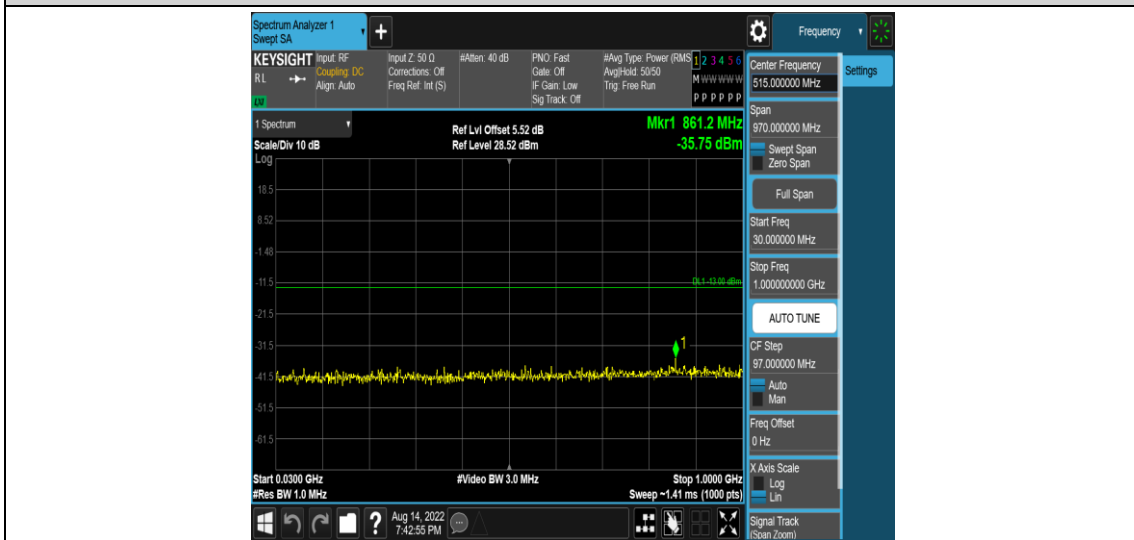 Spectrum Analyzer 1
Swept SA
Frequency
KEYSIGHT
RL
LXI
Input: RF
Coupling: DC
Align: Auto
Input Z: 50 Ω
Corrections: Off
Freq Ref: Int (S)
#Atten: 40 dB
PNO: Fast
Gate: Off
IF Gain: Low
Sig Track: Off
#Avg Type: Power (RMS
Avg|Hold: 50/50
Trig: Free Run
1 2 3 4 5 6
M W W W W W
P P P P P P
1 Spectrum
Scale/Div 10 dB
Log
Ref Lvl Offset 5.52 dB
Ref Level 28.52 dBm
Mkr1 861.2 MHz
-35.75 dBm
18.5
8.52
-1.48
-11.5
DL1 -13.00 dBm
-21.5
-31.5
1
-41.5
-51.5
-61.5
Start 0.0300 GHz
#Res BW 1.0 MHz
#Video BW 3.0 MHz
Stop 1.0000 GHz
Sweep ~1.41 ms (1000 pts)
Aug 14, 2022
7:42:55 PM
Center Frequency
515.000000 MHz
Settings
Span
970.000000 MHz
Swept Span
Zero Span
Full Span
Start Freq
30.000000 MHz
Stop Freq
1.000000000 GHz
AUTO TUNE
CF Step
97.000000 MHz
Auto
Man
Freq Offset
0 Hz
X Axis Scale
Log
Lin
Signal Track
(Span Zoom)